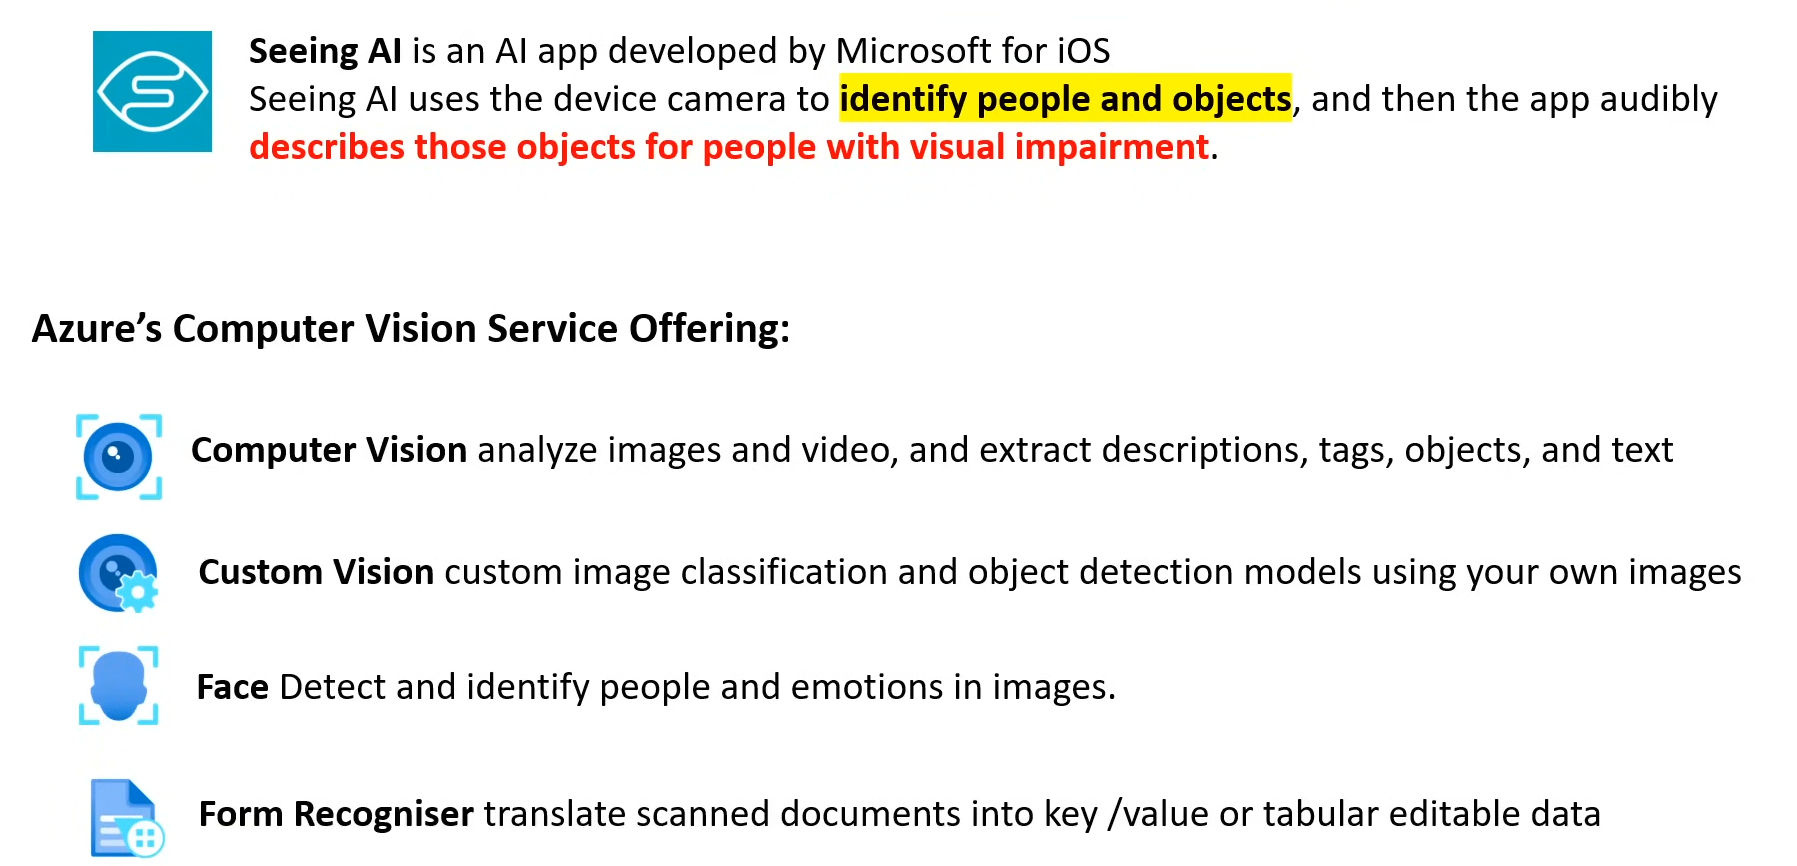 Seeing AI is an AI app developed by Microsoft for iOS
Seeing AI uses the device camera to identify people and objects, and then the app audibly
describes those objects for people with visual impairment.
Azure’s Computer Vision Service Offering:
Computer Vision analyze images and video, and extract descriptions, tags, objects, and text
Custom Vision custom image classification and object detection models using your own images
Face Detect and identify people and emotions in images.
Form Recogniser translate scanned documents into key /value or tabular editable data